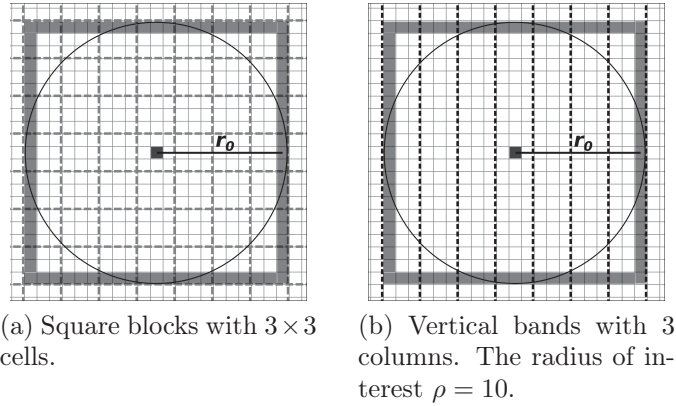 r₀
r₀
(a) Square blocks with 3×3
cells.
(b) Vertical bands with 3
columns. The radius of in-
terest ρ = 10.